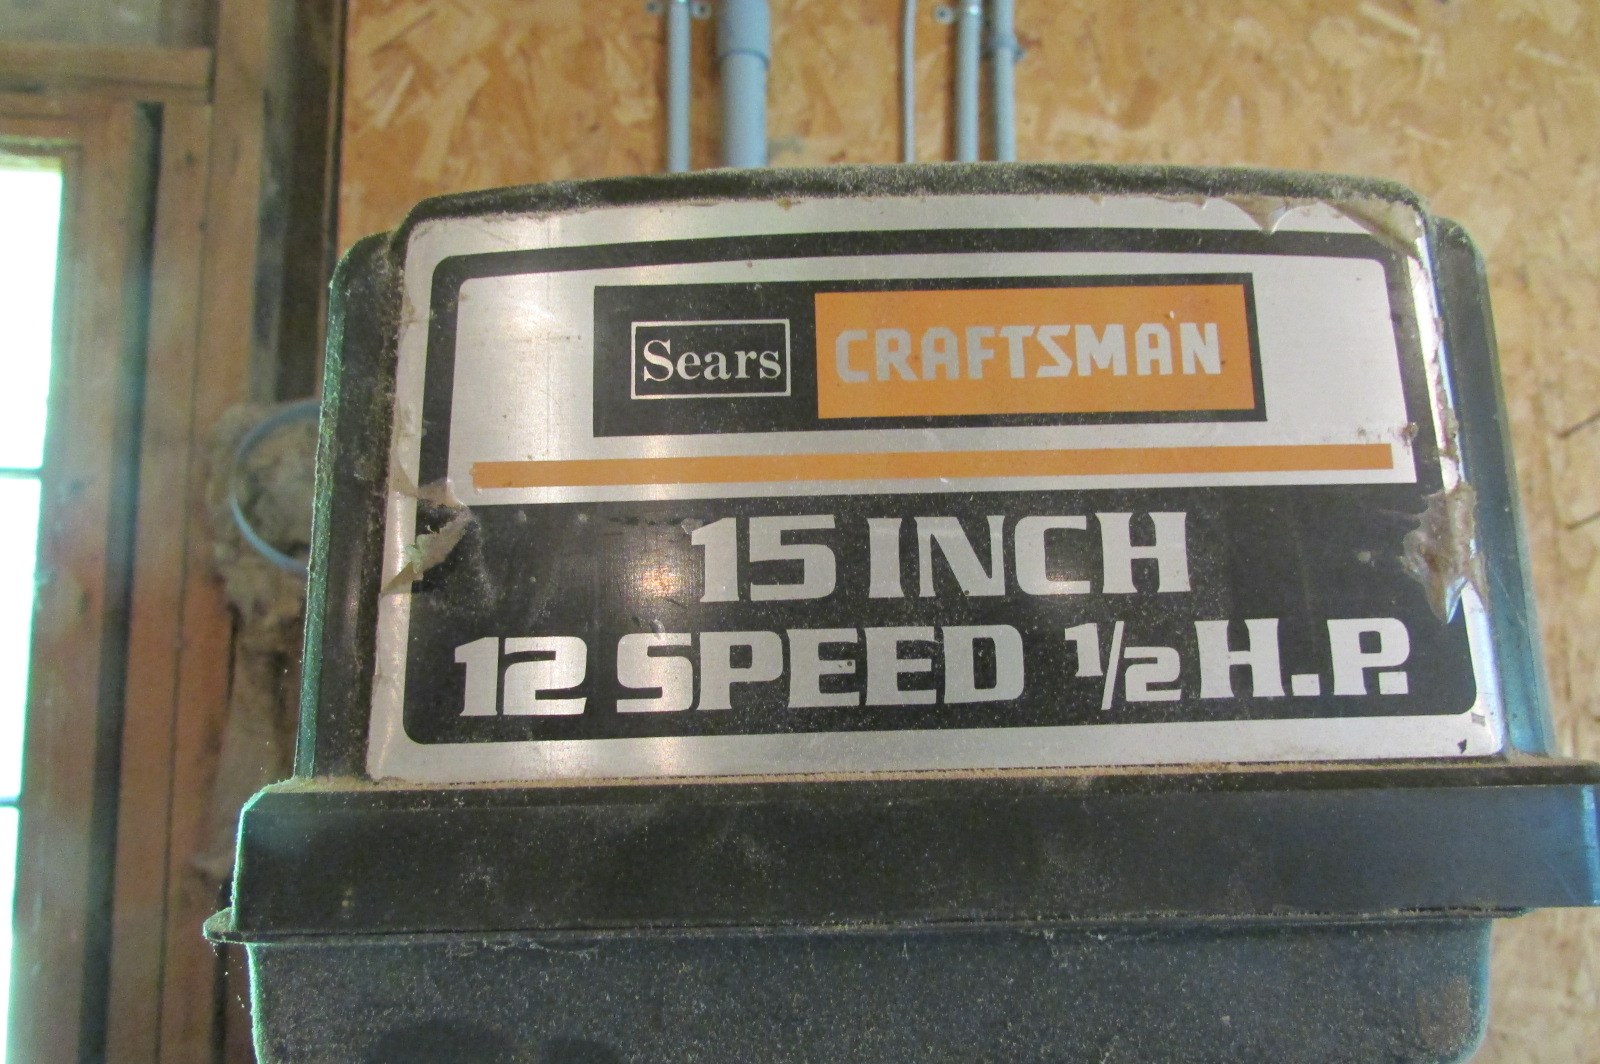 Sears CRAFTSMAN
15 INCH
12 SPEED 1/2 H.P.